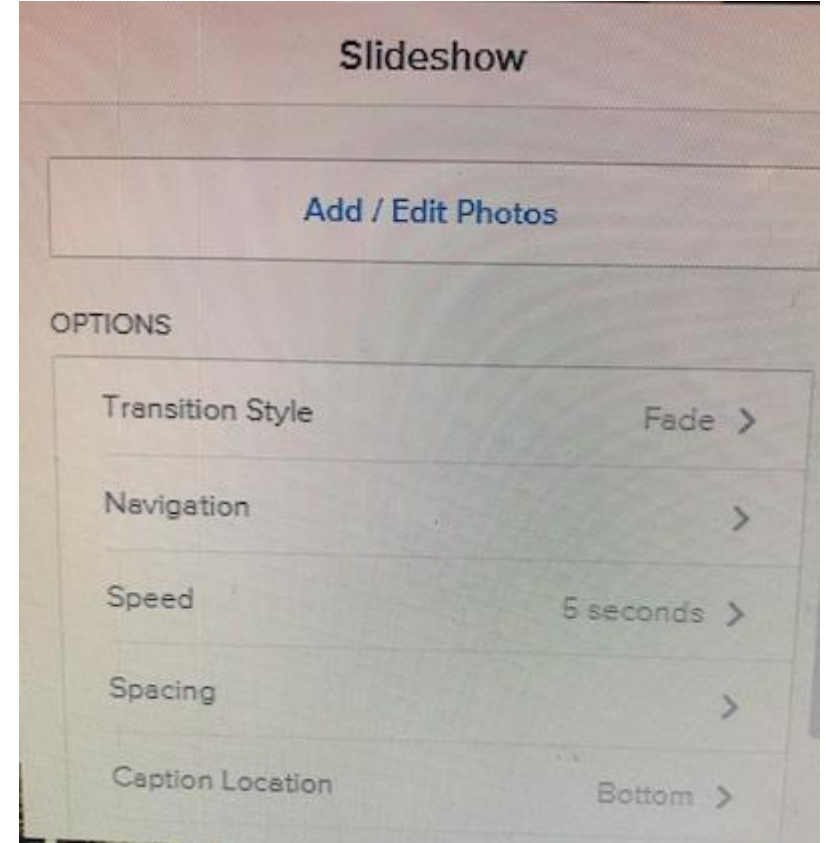 Slideshow
Add / Edit Photos
OPTIONS
Transition Style Fade >
Navigation >
Speed 5 seconds >
Spacing >
Caption Location Bottom >